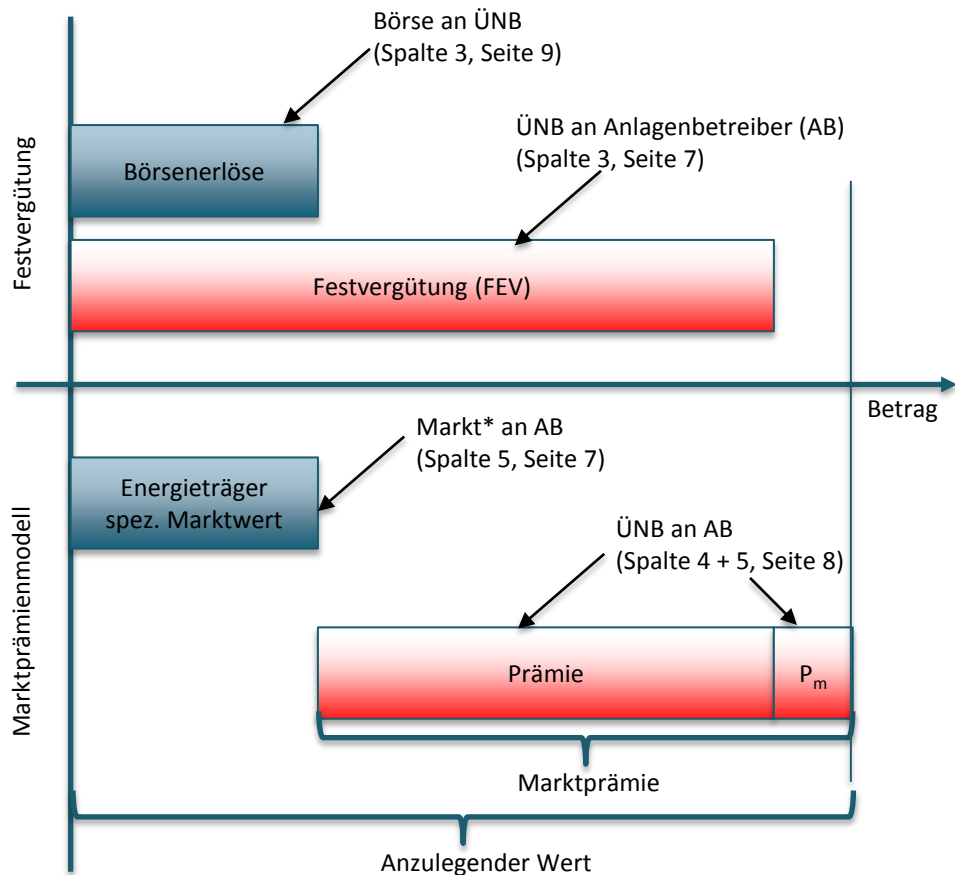 Börse an ÜNB
(Spalte 3, Seite 9)
ÜNB an Anlagenbetreiber (AB)
(Spalte 3, Seite 7)
Festvergütung
Börsenerlöse
Festvergütung (FEV)
Betrag
Markt* an AB
(Spalte 5, Seite 7)
Marktprämienmodell
Energieträger
spez. Marktwert
ÜNB an AB
(Spalte 4 + 5, Seite 8)
Prämie
Pm
Marktprämie
Anzulegender Wert